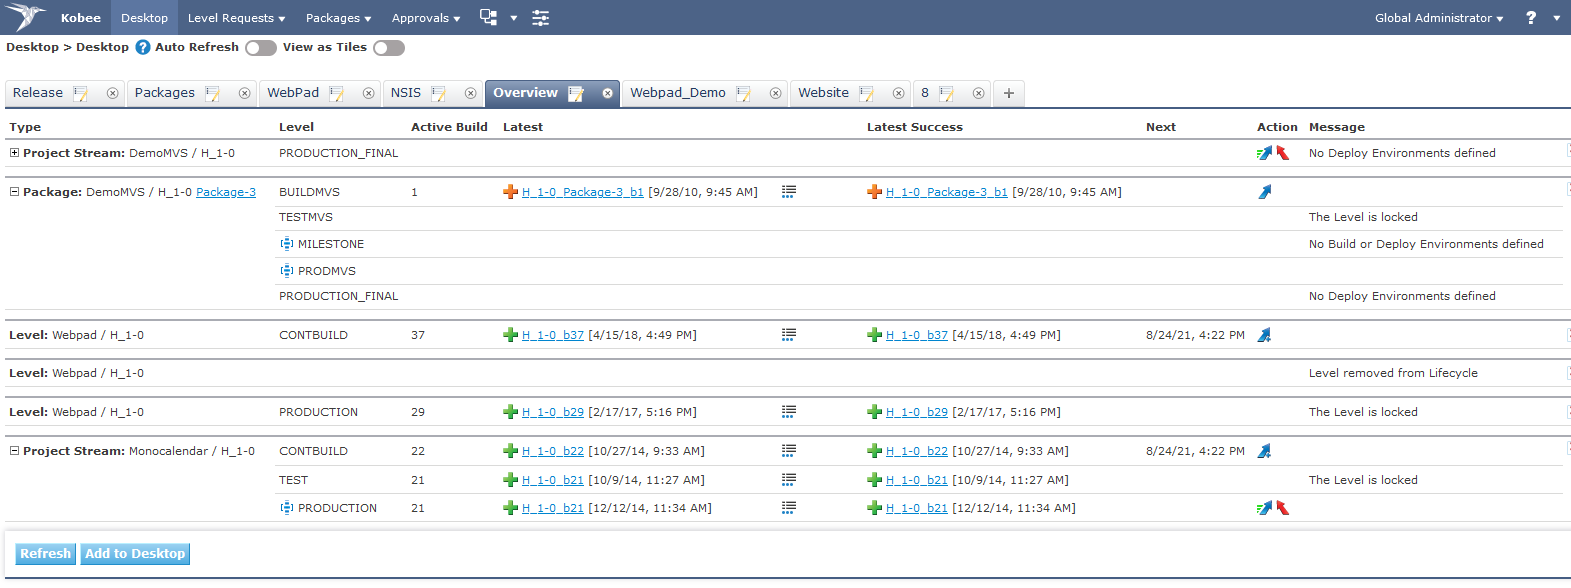 Kobee Desktop Level Requests Packages Approvals Global Administrator ?
Desktop > Desktop ? Auto Refresh View as Tiles
Release Packages WebPad NSIS Overview Webpad_Demo Website 8 +
Type Level Active Build Latest Latest Success Next Action Message
Project Stream: DemoMVS / H_1-0 PRODUCTION_FINAL No Deploy Environments defined
Package: DemoMVS / H_1-0 Package-3 BUILDMVS 1 H_1-0_Package-3_b1 [9/28/10, 9:45 AM] H_1-0_Package-3_b1 [9/28/10, 9:45 AM]
TESTMVS The Level is locked
MILESTONE No Build or Deploy Environments defined
PRODMVS
PRODUCTION_FINAL No Deploy Environments defined
Level: Webpad / H_1-0 CONTBUILD 37 H_1-0_b37 [4/15/18, 4:49 PM] H_1-0_b37 [4/15/18, 4:49 PM] 8/24/21, 4:22 PM
Level: Webpad / H_1-0 Level removed from Lifecycle
Level: Webpad / H_1-0 PRODUCTION 29 H_1-0_b29 [2/17/17, 5:16 PM] H_1-0_b29 [2/17/17, 5:16 PM] The Level is locked
Project Stream: Monocalendar / H_1-0 CONTBUILD 22 H_1-0_b22 [10/27/14, 9:33 AM] H_1-0_b22 [10/27/14, 9:33 AM] 8/24/21, 4:22 PM
TEST 21 H_1-0_b21 [10/9/14, 11:27 AM] H_1-0_b21 [10/9/14, 11:27 AM] The Level is locked
PRODUCTION 21 H_1-0_b21 [12/12/14, 11:34 AM] H_1-0_b21 [12/12/14, 11:34 AM]
Refresh Add to Desktop